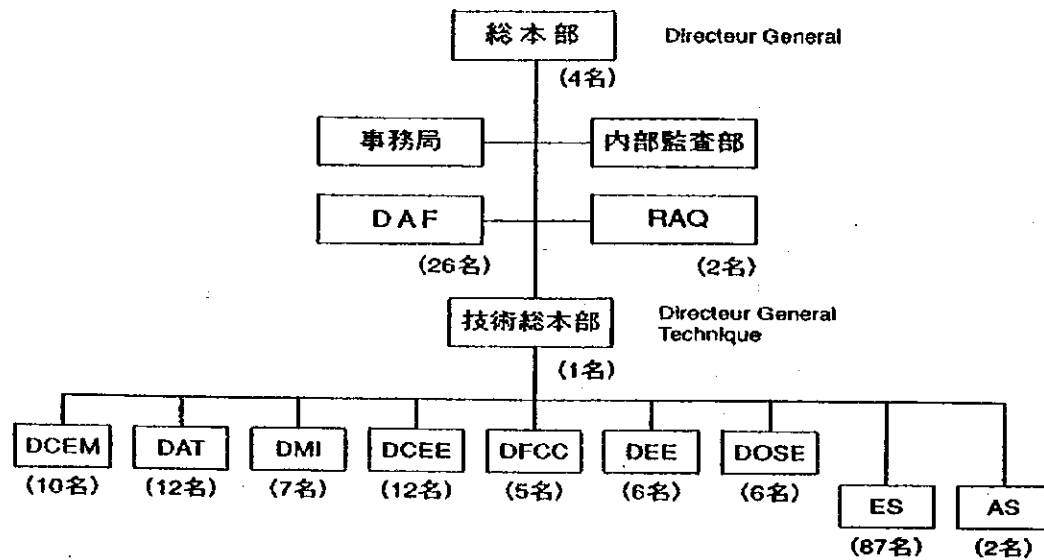 総本部
Directeur General
(4名)
事務局
内部監査部
DAF
RAQ
(26名)
(2名)
技術総本部
Directeur General
Technique
(1名)
DCEM
DAT
DMI
DCEE
DFCC
DEE
DOSE
(10名)
(12名)
(7名)
(12名)
(5名)
(6名)
(6名)
ES
AS
(87名)
(2名)